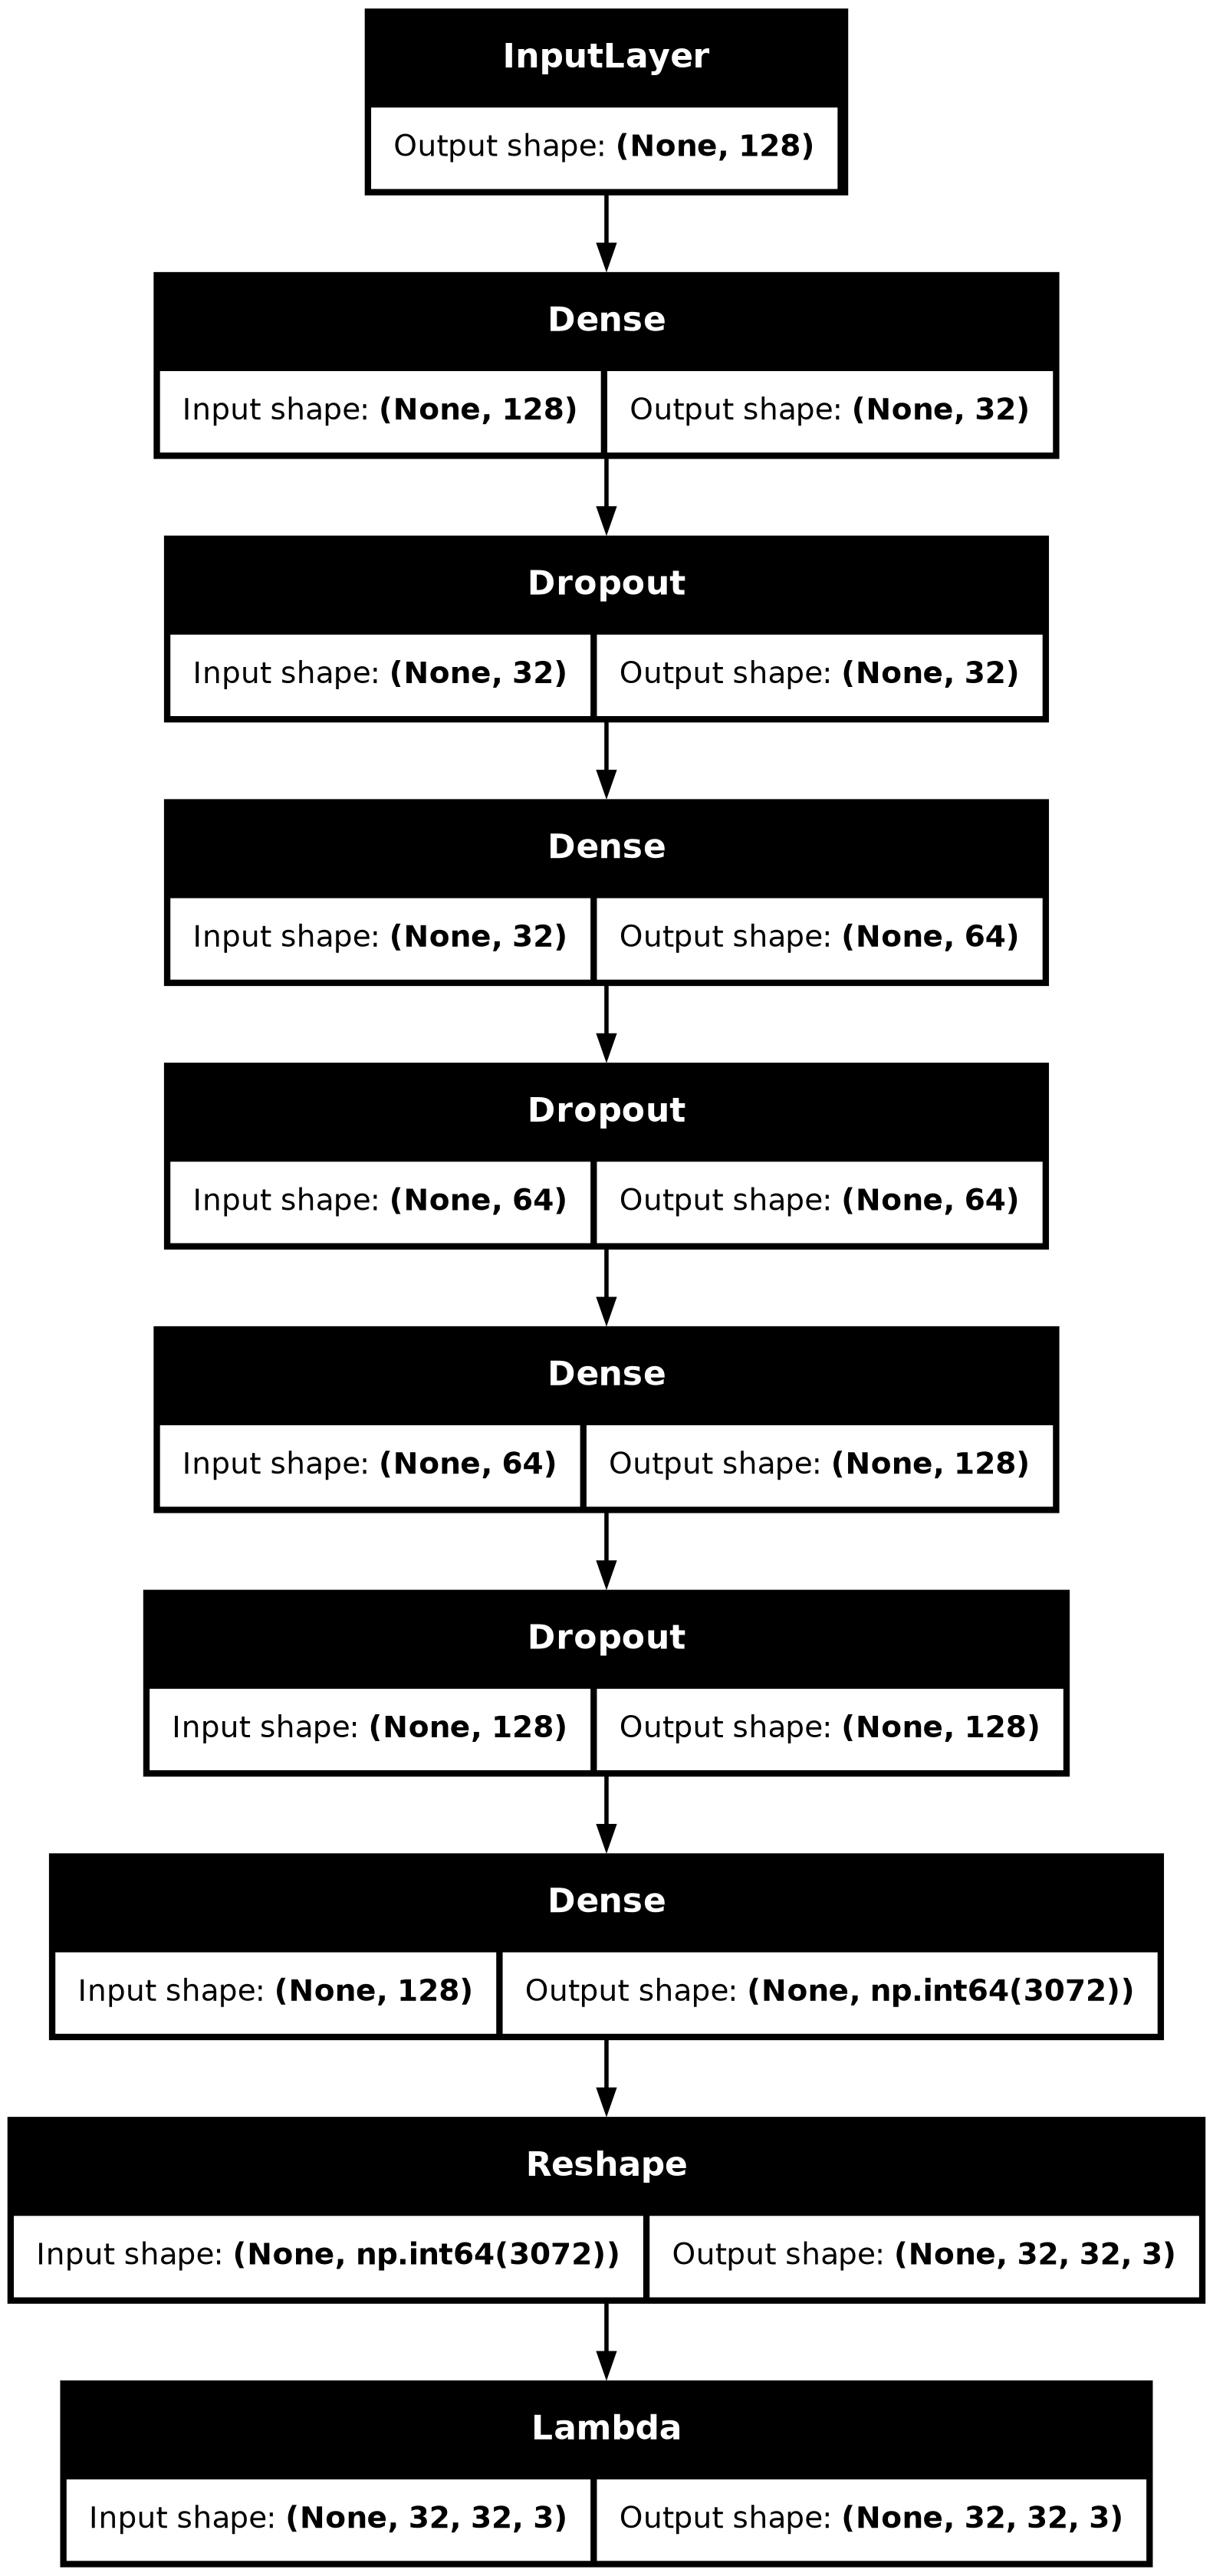 InputLayer
Output shape: (None, 128)
Dense
Input shape: (None, 128) Output shape: (None, 32)
Dropout
Input shape: (None, 32) Output shape: (None, 32)
Dense
Input shape: (None, 32) Output shape: (None, 64)
Dropout
Input shape: (None, 64) Output shape: (None, 64)
Dense
Input shape: (None, 64) Output shape: (None, 128)
Dropout
Input shape: (None, 128) Output shape: (None, 128)
Dense
Input shape: (None, 128) Output shape: (None, np.int64(3072))
Reshape
Input shape: (None, np.int64(3072)) Output shape: (None, 32, 32, 3)
Lambda
Input shape: (None, 32, 32, 3) Output shape: (None, 32, 32, 3)